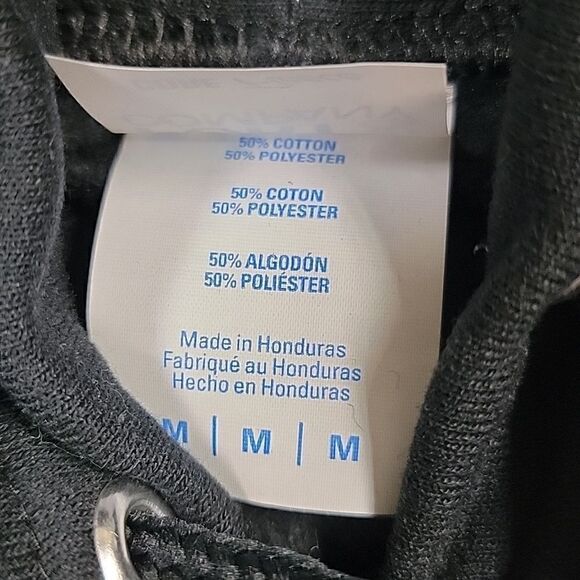 COMPANY
50% COTTON
50% POLYESTER
50% COTON
50% POLYESTER
50% ALGODÓN
50% POLIÉSTER
Made in Honduras
Fabriqué au Honduras
Hecho en Honduras
M | M | M